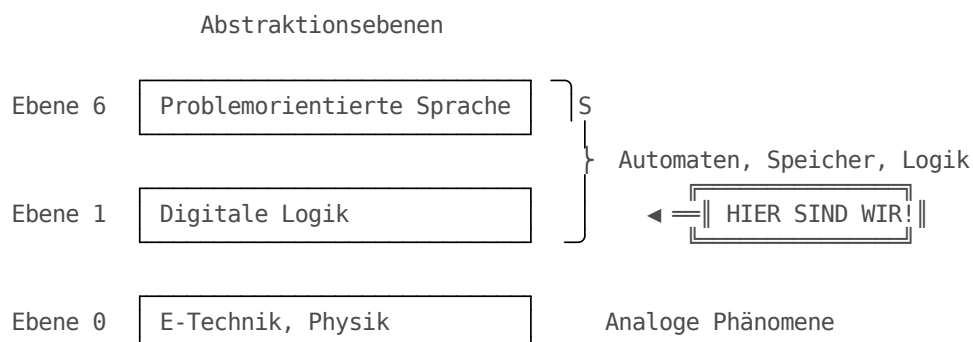 Abstraktionsebenen
Ebene 6 Problemorientierte Sprache S
Automaten, Speicher, Logik
Ebene 1 Digitale Logik HIER SIND WIR!
Ebene 0 E-Technik, Physik Analoge Phänomene